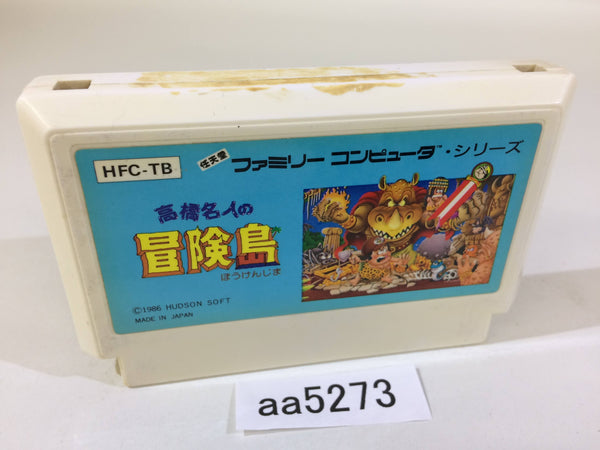 HFC-TB
任天堂
ファミリー コンピュータ™・シリーズ
高橋名人の
冒険島
ぼうけんじま
©1986 HUDSON SOFT
MADE IN JAPAN
aa5273